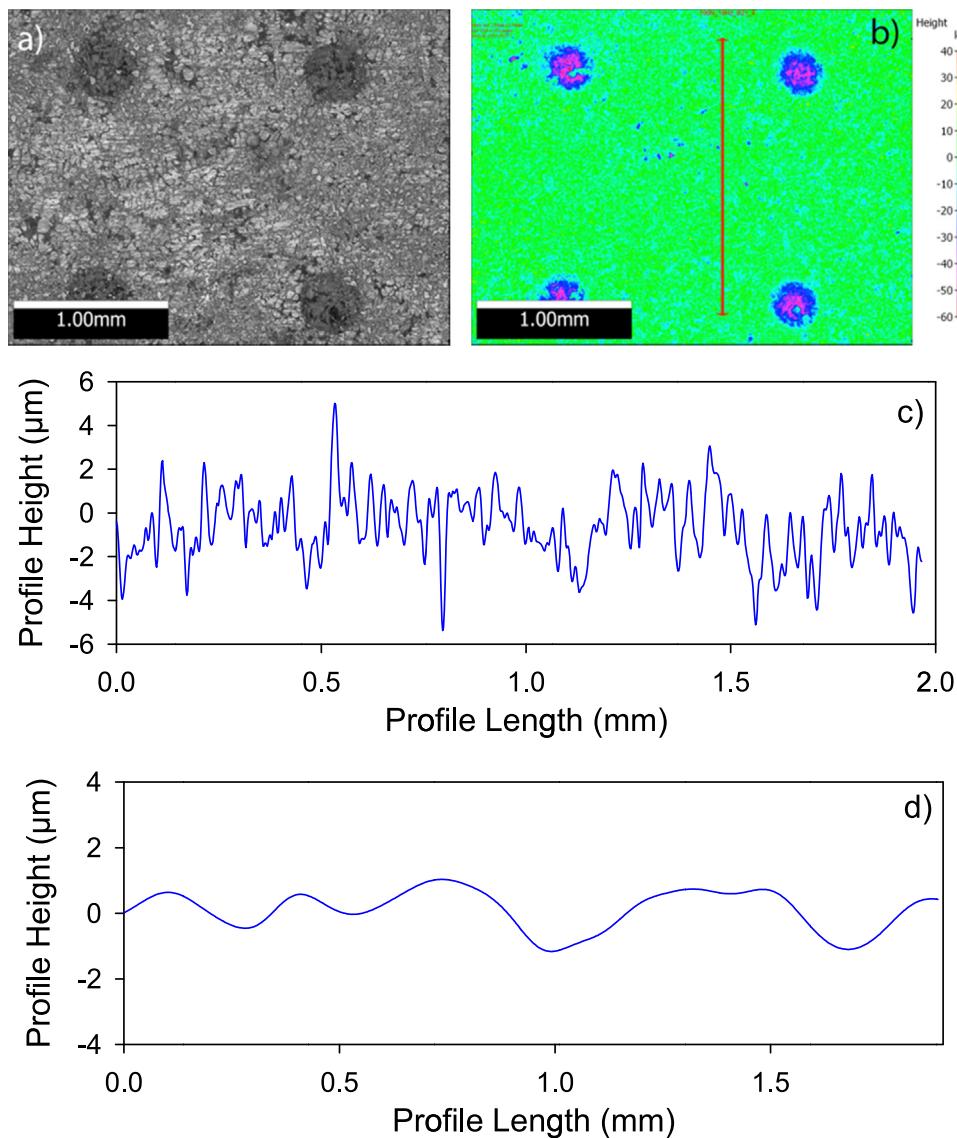 a)
1.00mm
b)
1.00mm
Height
40
30
20
10
0
-10
-20
-30
-40
-50
-60
c)
Profile Height (µm)
6
4
2
0
-2
-4
-6
0.0 0.5 1.0 1.5 2.0
Profile Length (mm)
d)
Profile Height (µm)
4
2
0
-2
-4
0.0 0.5 1.0 1.5
Profile Length (mm)